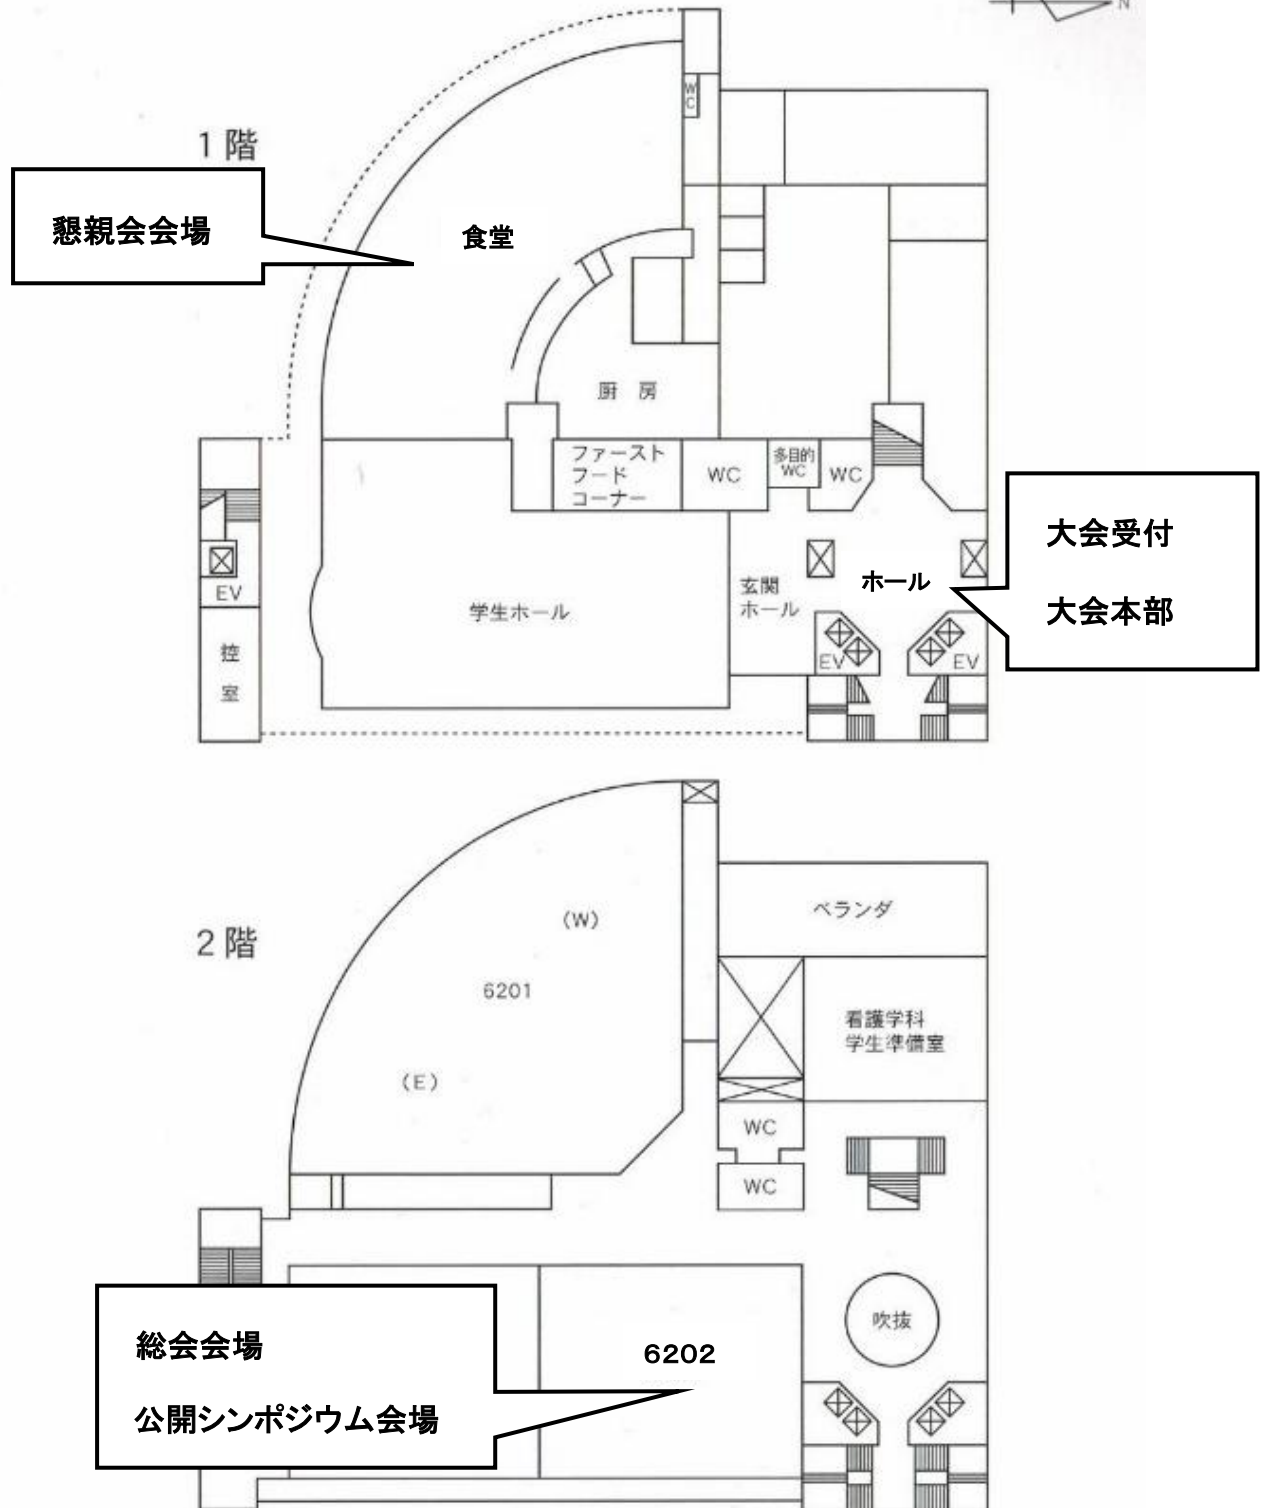 N
W
C
1階
懇親会会場
食堂
厨 房
ファースト
フード
コーナー
WC
多目的
WC
WC
大会受付
大会本部
ホール
玄関
ホール
学生ホール
EV
EV
EV
控
室
2階
(W)
6201
(E)
ベランダ
看護学科
学生準備室
WC
WC
吹抜
総会会場
公開シンポジウム会場
6202